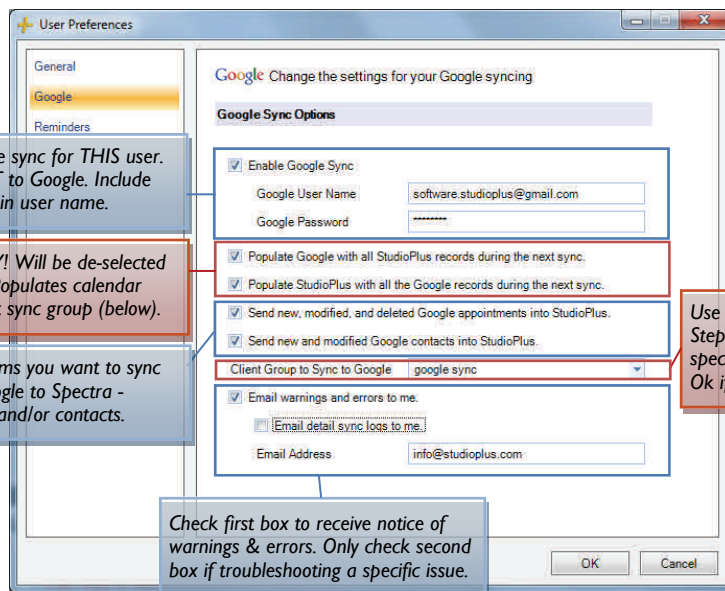 User Preferences
General
Google
Reminders
Google Change the settings for your Google syncing
Google Sync Options
Enable Google Sync
Google User Name software.studioplus@gmail.com
Google Password ********
Populate Google with all StudioPlus records during the next sync.
Populate StudioPlus with all the Google records during the next sync.
Send new, modified, and deleted Google appointments into StudioPlus.
Send new and modified Google contacts into StudioPlus.
Client Group to Sync to Google google sync
Email warnings and errors to me.
Email detail sync logs to me.
Email Address info@studioplus.com
OK Cancel
sync for THIS user.
to Google. Include
in user name.
! Will be de-selected
opulates calendar
sync group (below).
ms you want to sync
ogle to Spectra -
and/or contacts.
Use
Step
spec
Ok i
Check first box to receive notice of
warnings & errors. Only check second
box if troubleshooting a specific issue.